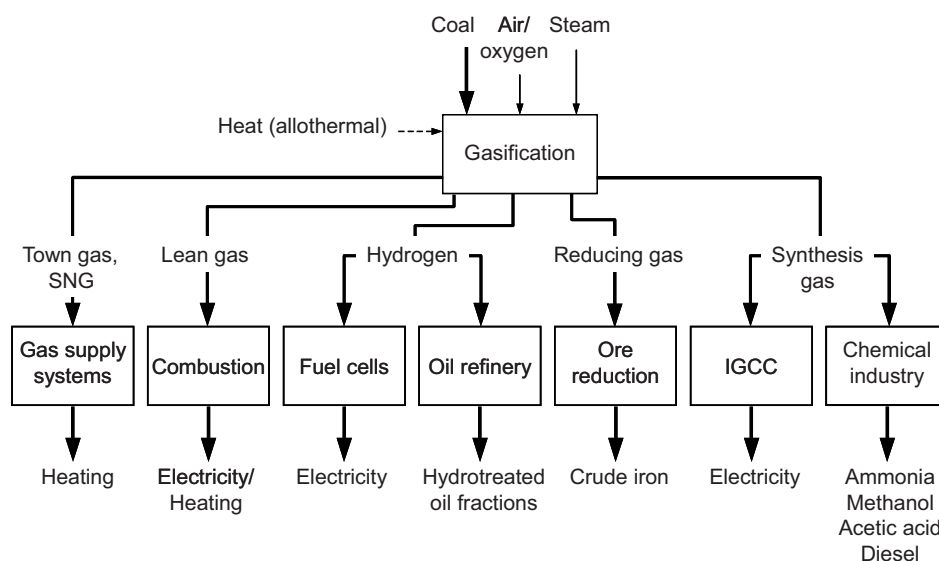 Coal
Air/
oxygen
Steam
Heat (allothermal)
Gasification
Town gas,
SNG
Lean gas
Hydrogen
Reducing gas
Synthesis
gas
Gas supply
systems
Combustion
Fuel cells
Oil refinery
Ore
reduction
IGCC
Chemical
industry
Heating
Electricity/
Heating
Electricity
Hydrotreated
oil fractions
Crude iron
Electricity
Ammonia
Methanol
Acetic acid
Diesel